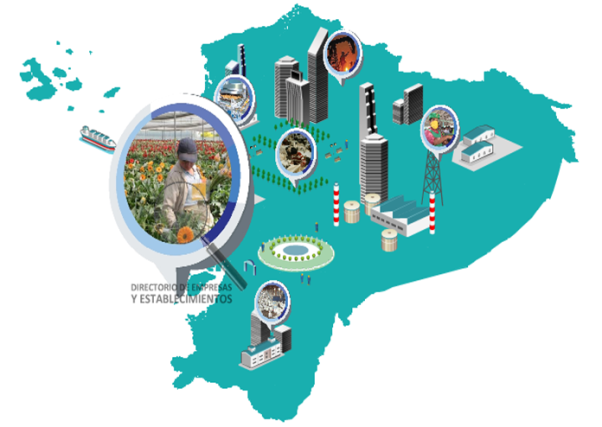 DIRECTORIO DE EMPRESAS
Y ESTABLECIMIENTOS